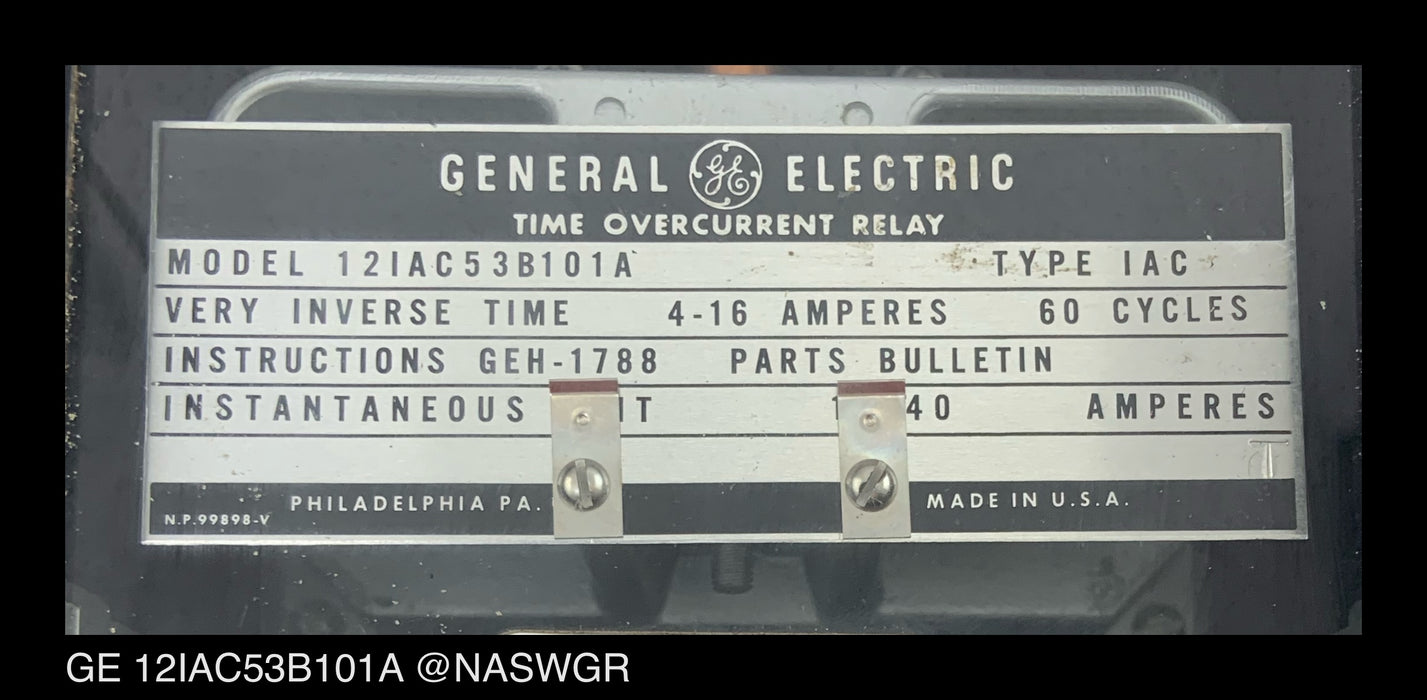 GENERAL GE ELECTRIC
TIME OVERCURRENT RELAY
MODEL 12IAC53B101A TYPE IAC
VERY INVERSE TIME 4-16 AMPERES 60 CYCLES
INSTRUCTIONS GEH-1788 PARTS BULLETIN
INSTANTANEOUS 40 AMPERES
PHILADELPHIA PA. MADE IN U.S.A.
N.P.99898-V
GE 12IAC53B101A @NASWGR